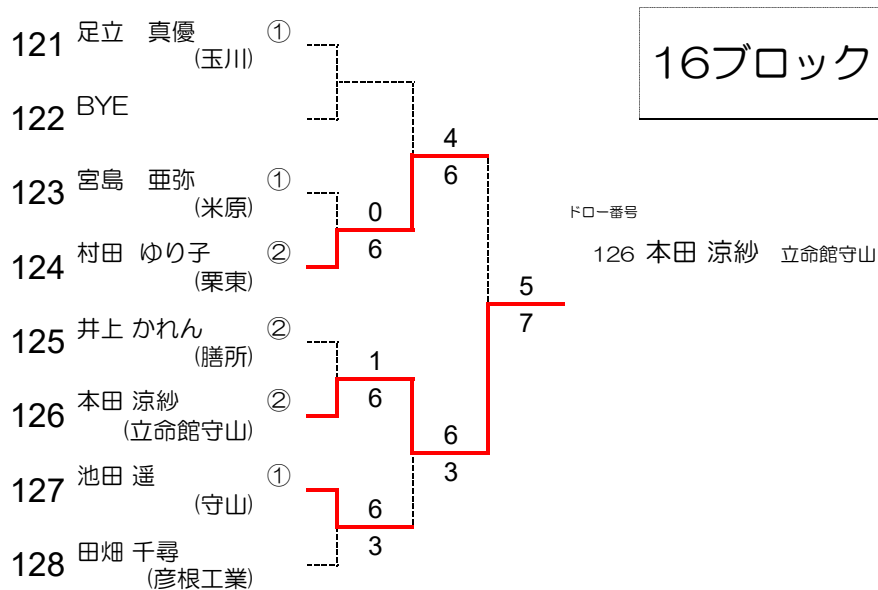 16ブロック
121 足立　真優 ①
(玉川)
122 BYE
123 宮島　亜弥 ①
(米原)
124 村田 ゆり子 ②
(栗東)
125 井上 かれん ②
(膳所)
126 本田 涼紗 ②
(立命館守山)
127 池田 遥 ①
(守山)
128 田畑 千尋
(彦根工業)
0
6
1
6
6
3
4
6
6
3
5
7
ドロー番号
126 本田 涼紗 立命館守山